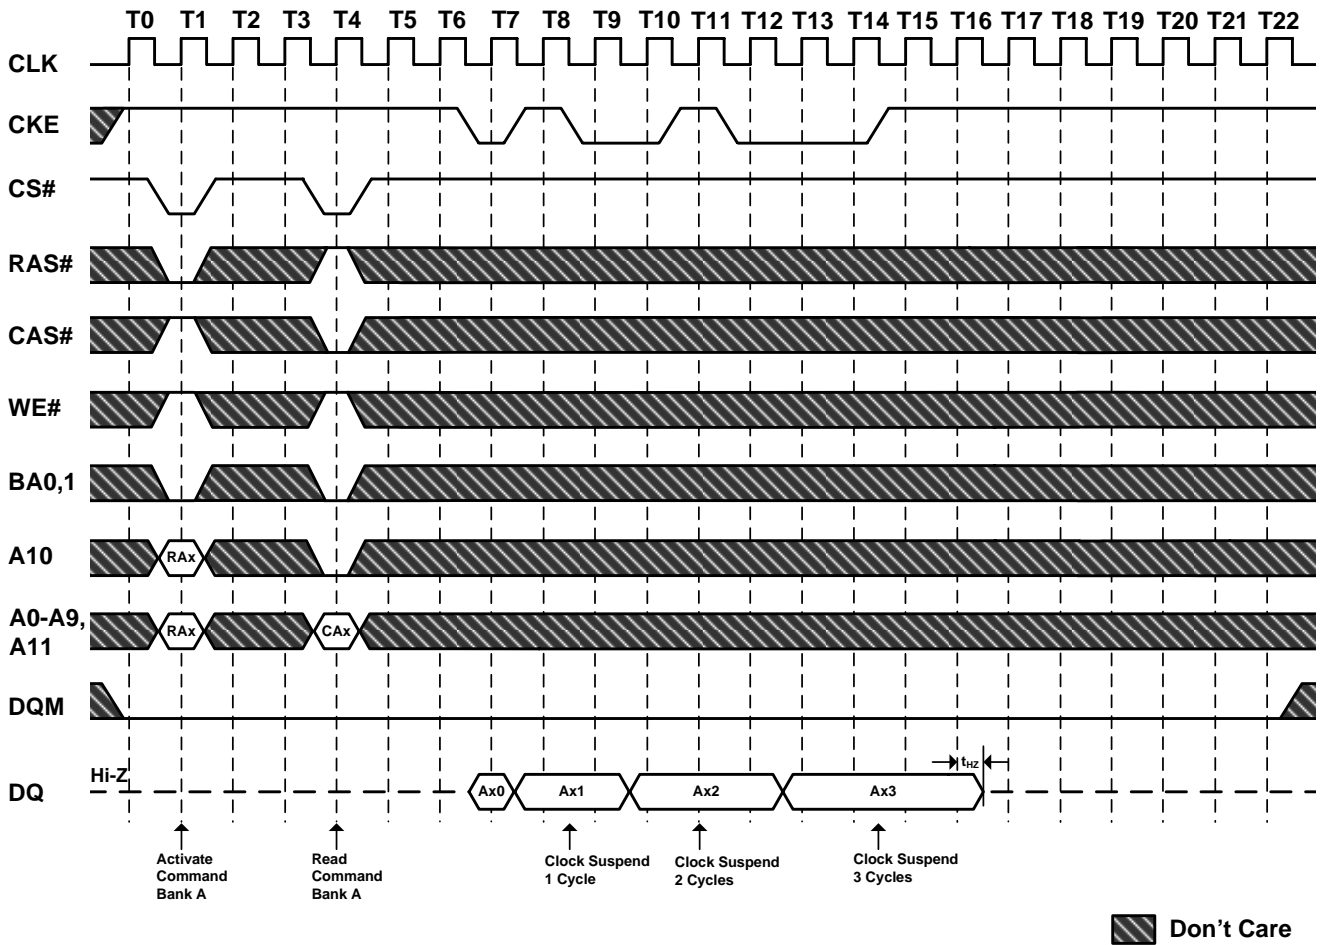 T0 T1 T2 T3 T4 T5 T6 T7 T8 T9 T10 T11 T12 T13 T14 T15 T16 T17 T18 T19 T20 T21 T22
CLK
CKE
CS#
RAS#
CAS#
WE#
BA0,1
A10
RAx
A0-A9,
A11
RAx
CAx
DQM
tHZ
Hi-Z
DQ
Ax0
Ax1
Ax2
Ax3
Activate
Command
Bank A
Read
Command
Bank A
Clock Suspend
1 Cycle
Clock Suspend
2 Cycles
Clock Suspend
3 Cycles
Don't Care